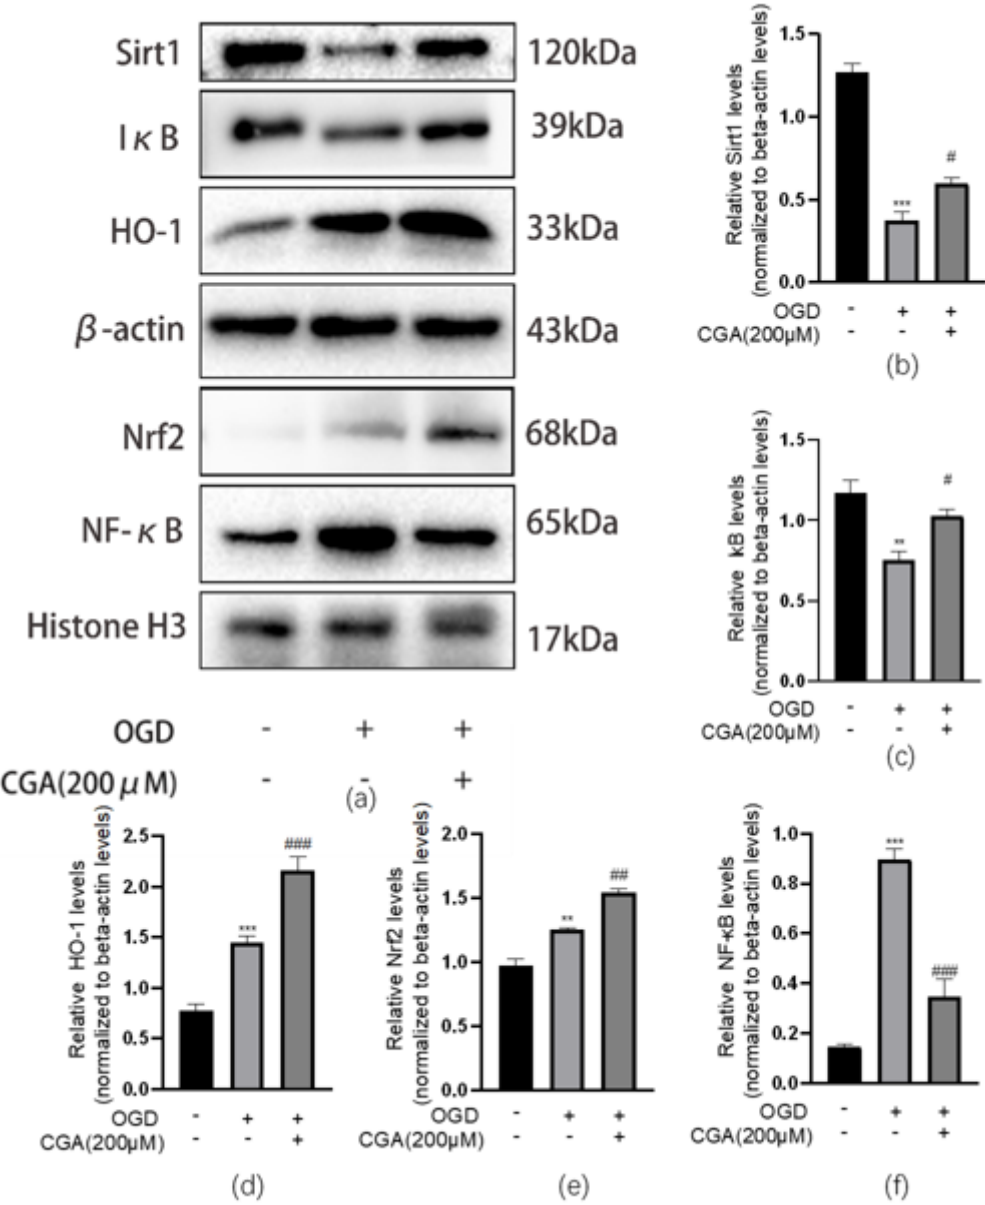 Sirt1 120kDa
IκB 39kDa
HO-1 33kDa
β-actin 43kDa
Nrf2 68kDa
NF-κB 65kDa
Histone H3 17kDa
OGD - + +
CGA(200μM) - - +
(a)
Relative Sirt1 levels
(normalized to beta-actin levels)
1.5
1.0
0.5
0.0
***
#
OGD - + +
CGA(200μM) - - +
(b)
Relative κB levels
(normalized to beta-actin levels)
1.5
1.0
0.5
0.0
**
#
OGD - + +
CGA(200μM) - - +
(c)
Relative HO-1 levels
(normalized to beta-actin levels)
2.5
2.0
1.5
1.0
0.5
0.0
***
###
OGD - + +
CGA(200μM) - - +
(d)
Relative Nrf2 levels
(normalized to beta-actin levels)
2.0
1.5
1.0
0.5
0.0
**
##
OGD - + +
CGA(200μM) - - +
(e)
Relative NF-κB levels
(normalized to beta-actin levels)
1.0
0.8
0.6
0.4
0.2
0.0
***
###
OGD - + +
CGA(200μM) - - +
(f)